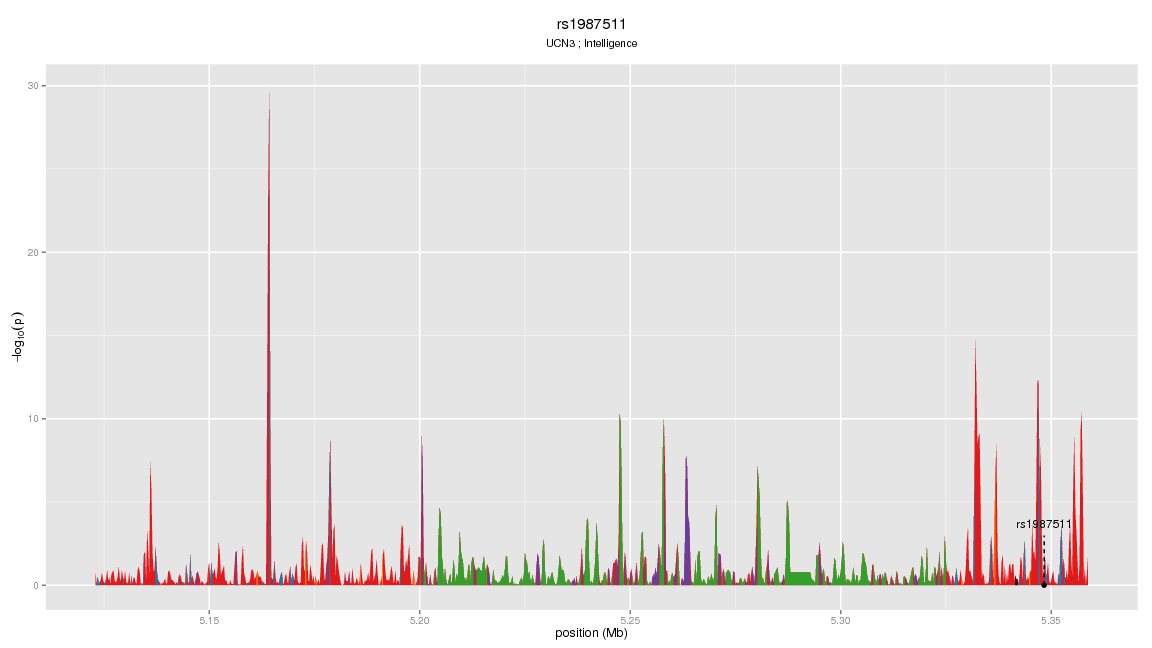 rs1987511
UCN3 ; Intelligence
30
20
10
0
−log10(p)
rs1987511
5.15 5.20 5.25 5.30 5.35
position (Mb)